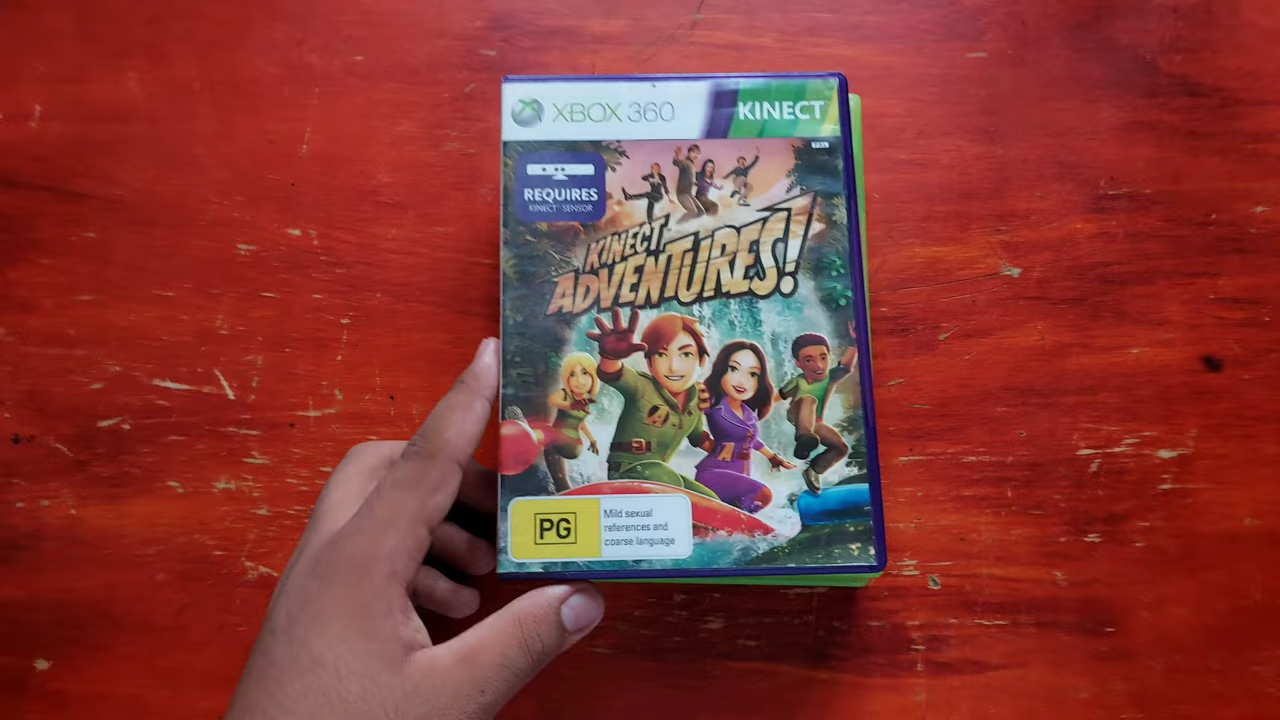 XBOX 360
KINECT
REQUIRES
KINECT SENSOR
KINECT
ADVENTURES!
PG
Mild sexual
references and
coarse language